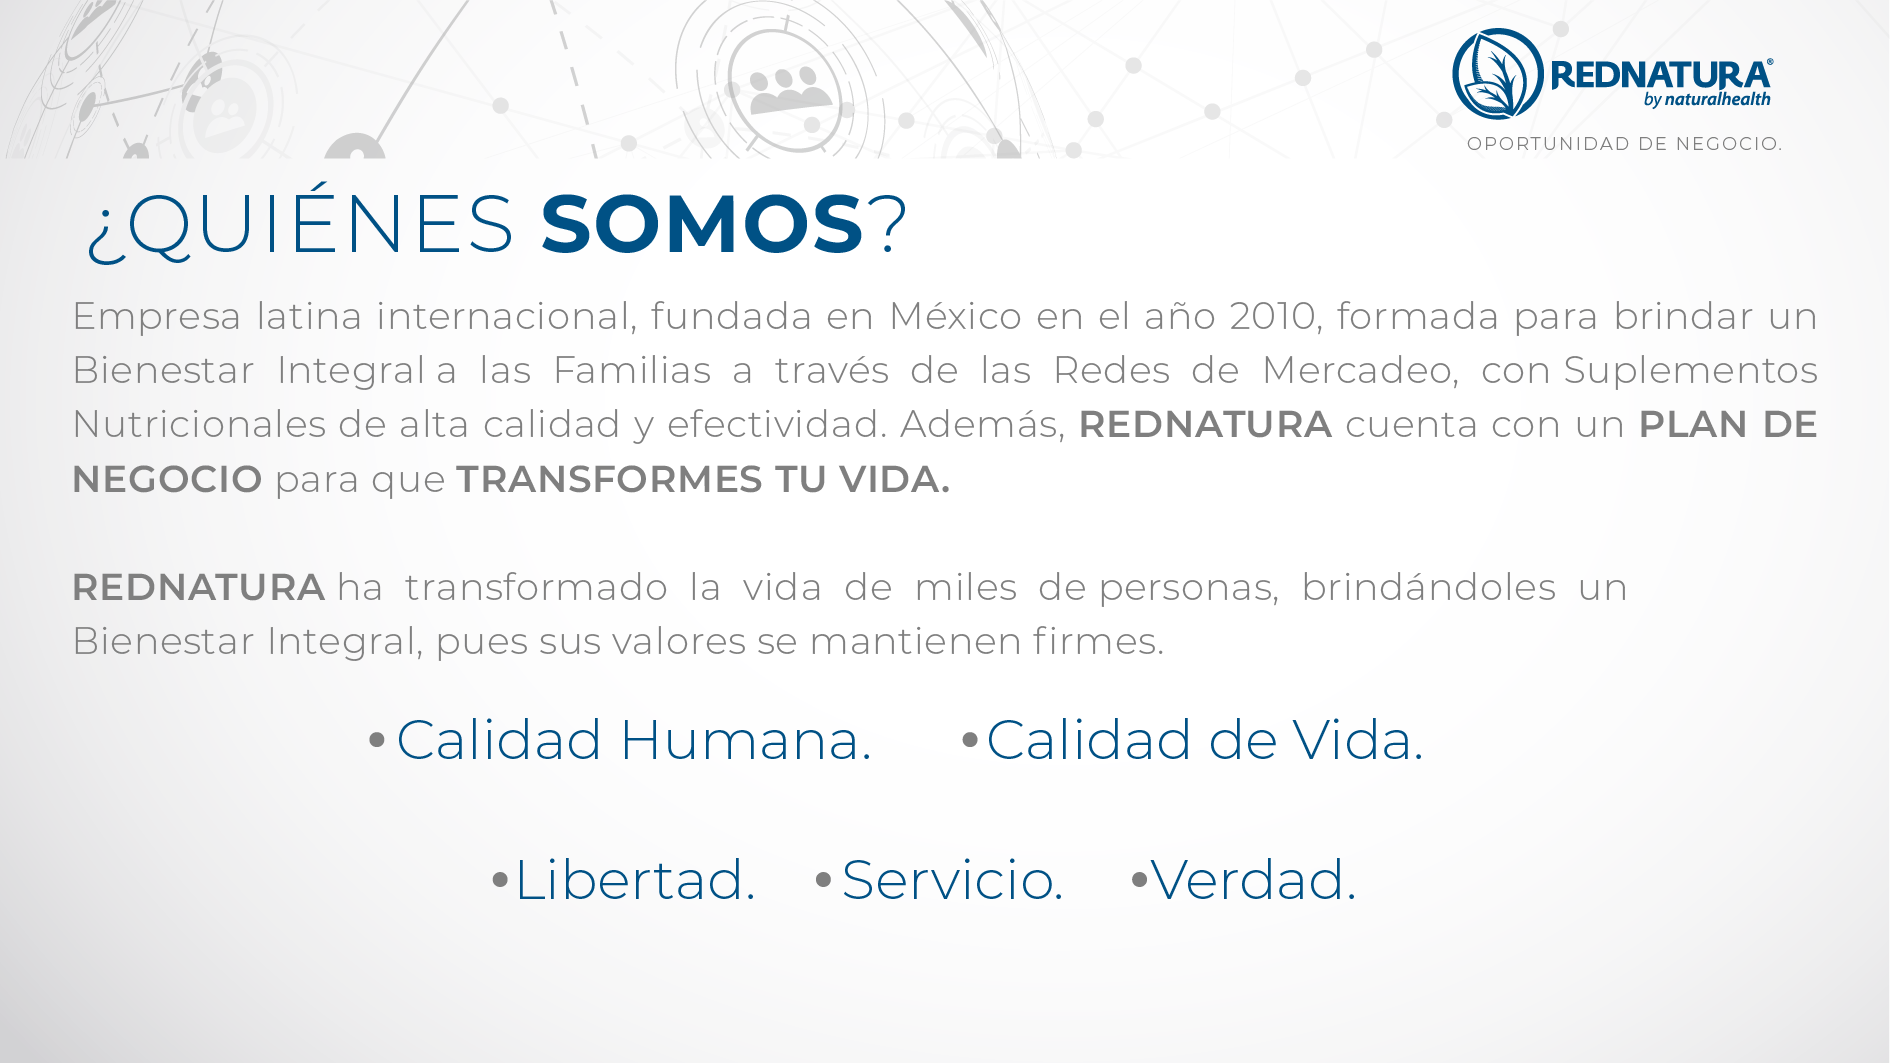 REDNATURA®
by naturalhealth
OPORTUNIDAD DE NEGOCIO.
¿QUIÉNES SOMOS?
Empresa latina internacional, fundada en México en el año 2010, formada para brindar un
Bienestar Integral a las Familias a través de las Redes de Mercadeo, con Suplementos
Nutricionales de alta calidad y efectividad. Además, REDNATURA cuenta con un PLAN DE
NEGOCIO para que TRANSFORMES TU VIDA.
REDNATURA ha transformado la vida de miles de personas, brindándoles un
Bienestar Integral, pues sus valores se mantienen firmes.
• Calidad Humana. • Calidad de Vida.
• Libertad. • Servicio. • Verdad.